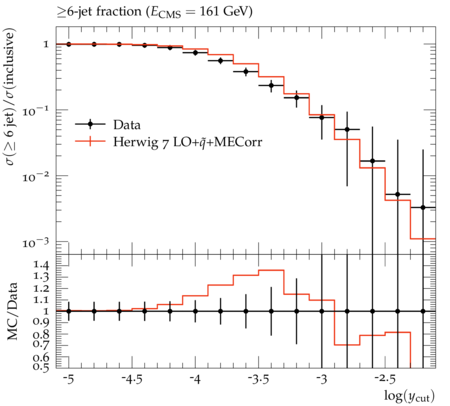 ≥6-jet fraction (E_CMS = 161 GeV)
σ(≥ 6 jet)/σ(inclusive)
1
10⁻¹
10⁻²
10⁻³
Data
Herwig 7 LO+q̃+MECorr
MC/Data
1.4
1.3
1.2
1.1
1
0.9
0.8
0.7
0.6
0.5
-5 -4.5 -4 -3.5 -3 -2.5
log(y_cut)